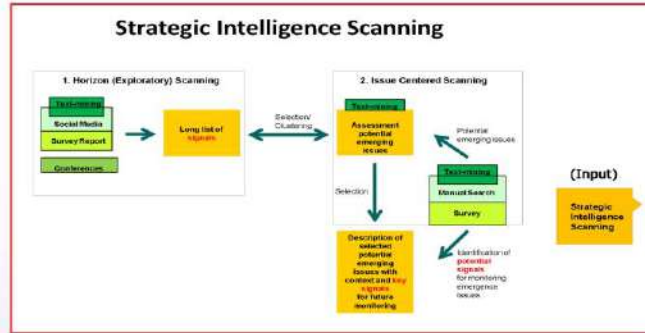 Strategic Intelligence Scanning
1. Horizon (Exploratory) Scanning
Text-mining
Social Media
Survey Report
Conferences
Long list of
signals
Selection/
Clustering
2. Issue Centered Scanning
Text-mining
Assessment
potential
emerging
issues
Potential
emerging issues
Text-mining
Manual Search
Survey
Selection
Description of
selected
potential
emerging
issues with
context and key
signals
for future
monitoring
Identification of
potential
signals
for monitoring
emergence
issues
(Input)
Strategic
Intelligence
Scanning